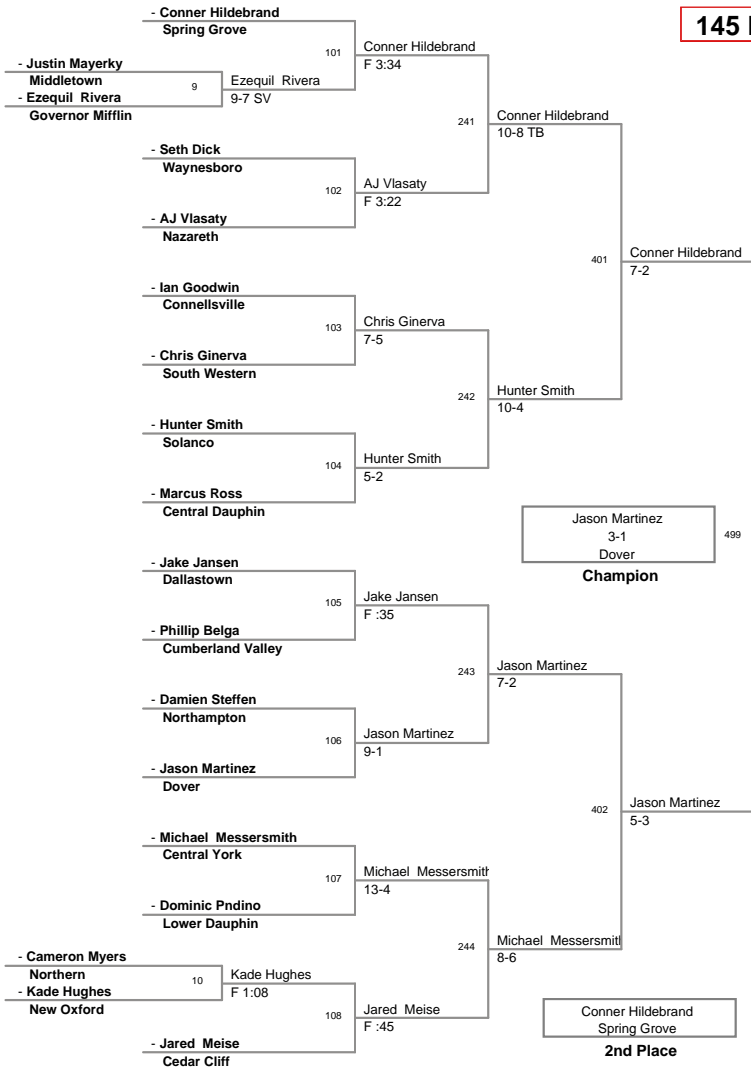 - Conner Hildebrand
Spring Grove
145
101
Conner Hildebrand
F 3:34
- Justin Mayerky
Middletown
9
Ezequil Rivera
9-7 SV
- Ezequil Rivera
Governor Mifflin
241
Conner Hildebrand
10-8 TB
- Seth Dick
Waynesboro
102
AJ Vlasaty
F 3:22
- AJ Vlasaty
Nazareth
401
Conner Hildebrand
7-2
- Ian Goodwin
Connellsville
103
Chris Ginerva
7-5
- Chris Ginerva
South Western
242
Hunter Smith
10-4
- Hunter Smith
Solanco
104
Hunter Smith
5-2
- Marcus Ross
Central Dauphin
Jason Martinez
3-1
Dover
499
Champion
- Jake Jansen
Dallastown
105
Jake Jansen
F :35
- Phillip Belga
Cumberland Valley
243
Jason Martinez
7-2
- Damien Steffen
Northampton
106
Jason Martinez
9-1
- Jason Martinez
Dover
402
Jason Martinez
5-3
- Michael Messersmith
Central York
107
Michael Messersmith
13-4
- Dominic Pndino
Lower Dauphin
244
Michael Messersmith
8-6
- Cameron Myers
Northern
10
Kade Hughes
F 1:08
- Kade Hughes
New Oxford
108
Jared Meise
F :45
- Jared Meise
Cedar Cliff
Conner Hildebrand
Spring Grove
2nd Place